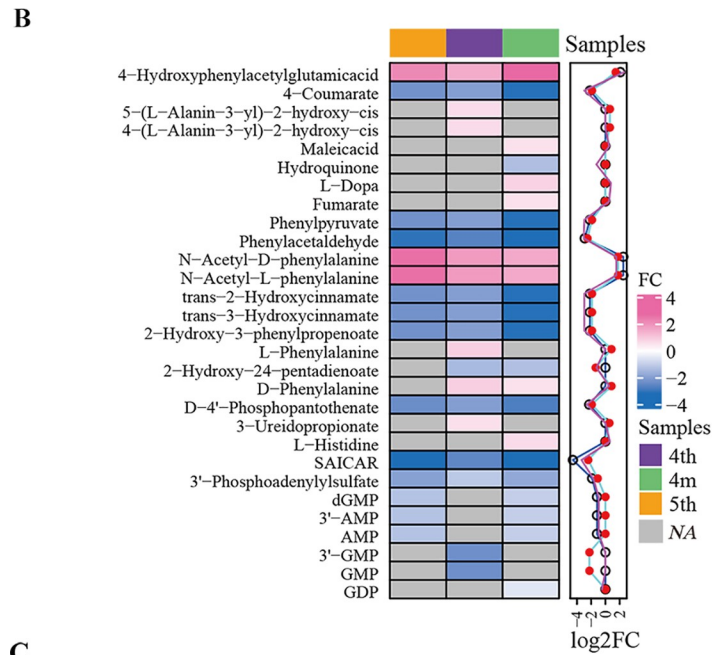 B
Samples
4-Hydroxyphenylacetylglutamicacid
4-Coumarate
5-(L-Alanin-3-yl)-2-hydroxy-cis
4-(L-Alanin-3-yl)-2-hydroxy-cis
Maleicacid
Hydroquinone
L-Dopa
Fumarate
Phenylpyruvate
Phenylacetaldehyde
N-Acetyl-D-phenylalanine
N-Acetyl-L-phenylalanine
trans-2-Hydroxycinnamate
trans-3-Hydroxycinnamate
2-Hydroxy-3-phenylpropenoate
L-Phenylalanine
2-Hydroxy-24-pentadienoate
D-Phenylalanine
D-4'-Phosphopantothenate
3-Ureidopropionate
L-Histidine
SAICAR
3'-Phosphoadenylylsulfate
dGMP
3'-AMP
AMP
3'-GMP
GMP
GDP
-4 -2 0 2
log2FC
FC
4
2
0
-2
-4
Samples
4th
4m
5th
NA
C